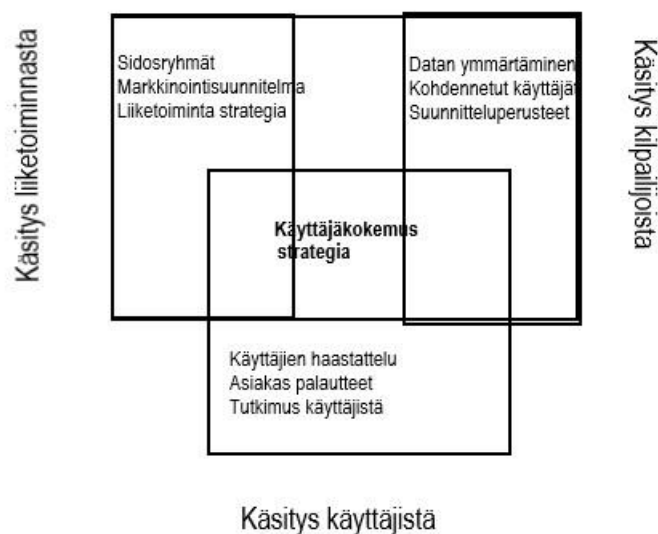 Käsitys liiketoiminnasta
Sidosryhmät
Markkinointisuunnitelma
Liiketoiminta strategia
Datan ymmärtäminen
Kohdennetut käyttäjät
Suunnitteluperusteet
Käsitys kilpailijoista
Käyttäjäkokemus
strategia
Käyttäjien haastattelu
Asiakas palautteet
Tutkimus käyttäjistä
Käsitys käyttäjistä